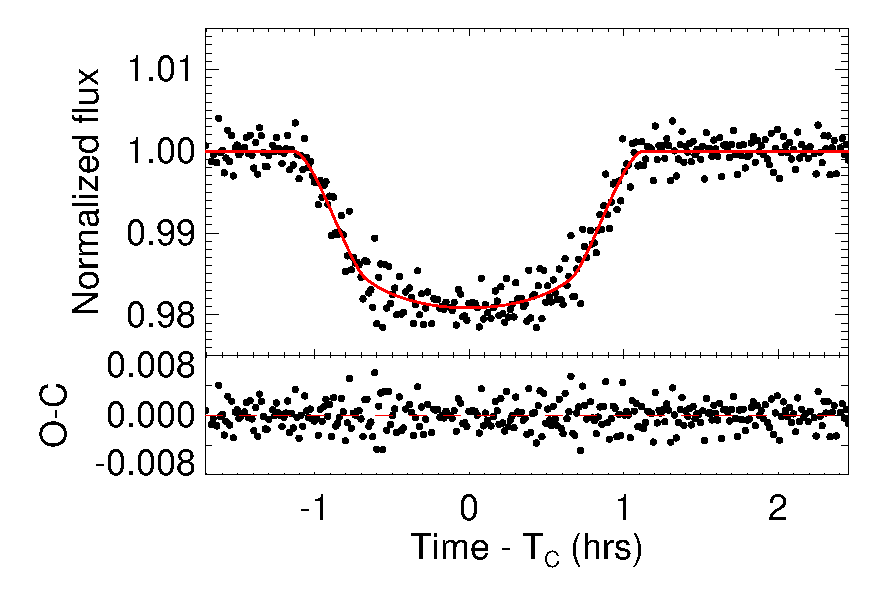 Normalized flux
1.01
1.00
0.99
0.98
O-C
0.008
0.000
-0.008
-1 0 1 2
Time - T_C (hrs)